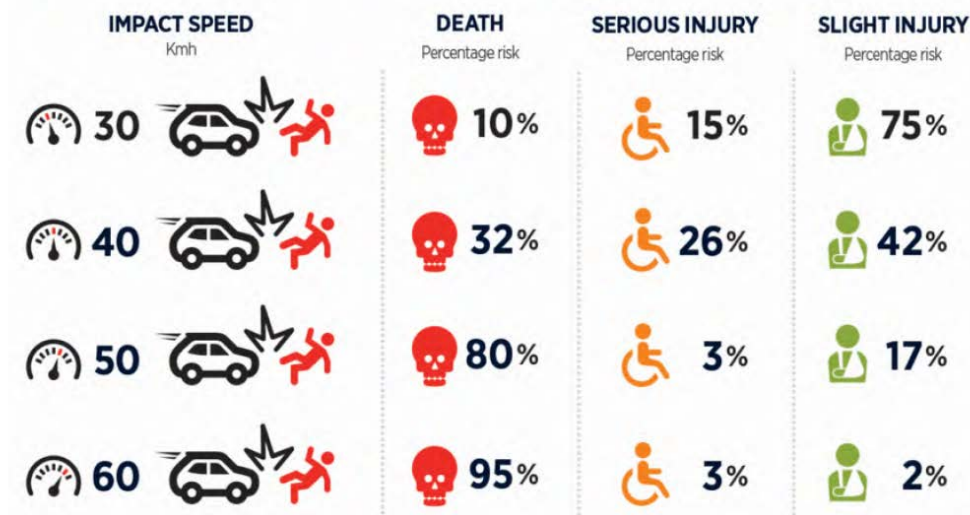 IMPACT SPEED DEATH SERIOUS INJURY SLIGHT INJURY
Kmh Percentage risk Percentage risk Percentage risk
30 10% 15% 75%
40 32% 26% 42%
50 80% 3% 17%
60 95% 3% 2%